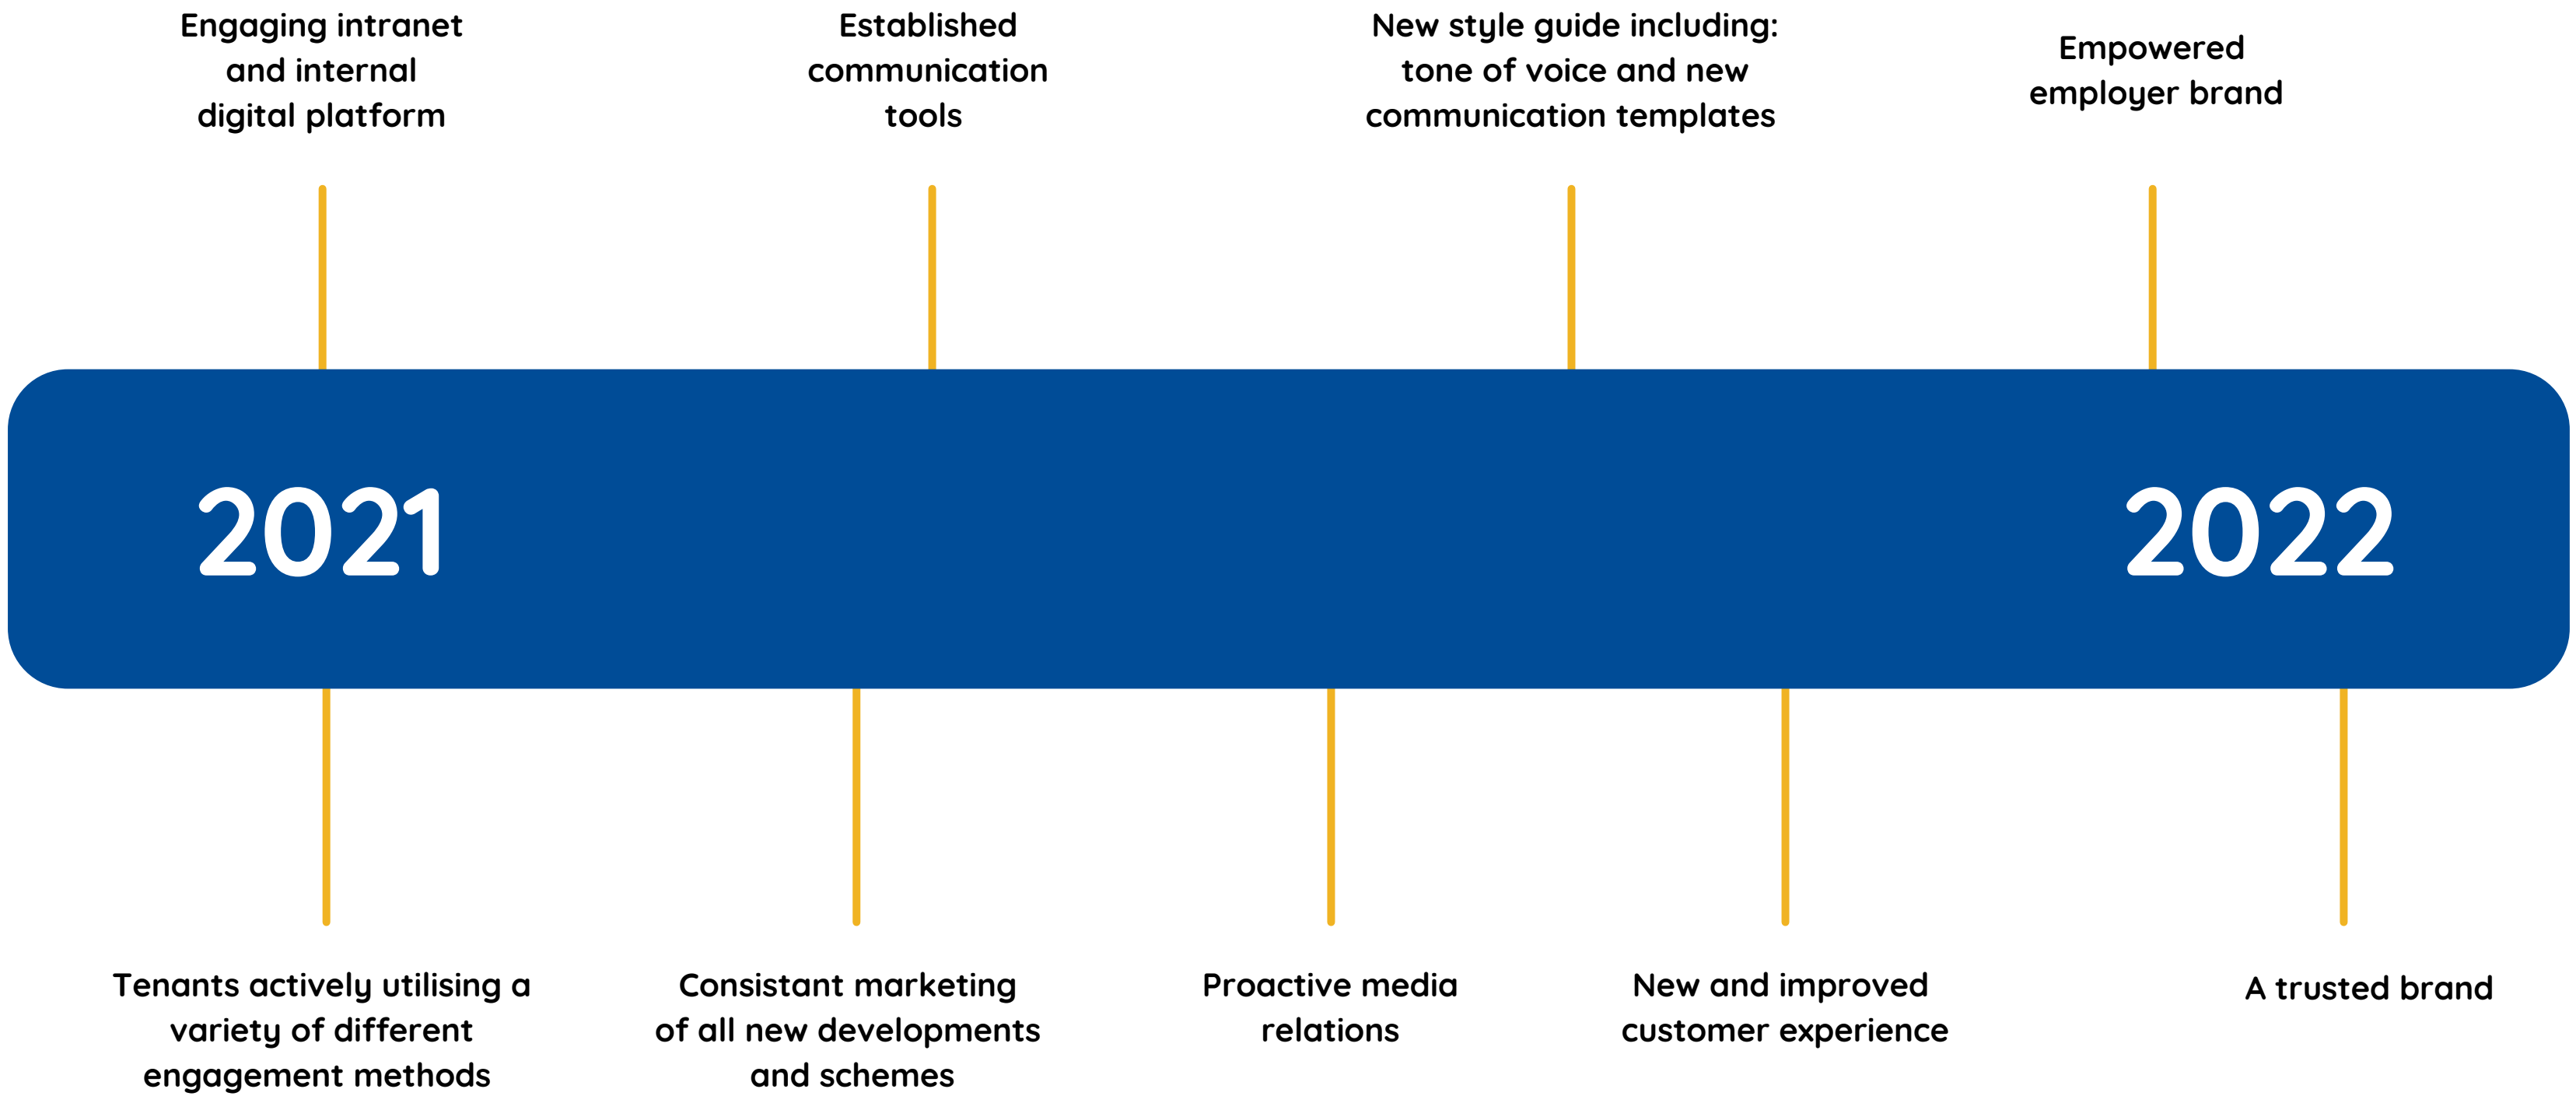 Engaging intranet
and internal
digital platform
Established
communication
tools
New style guide including:
tone of voice and new
communication templates
Empowered
employer brand
2021
2022
Tenants actively utilising a
variety of different
engagement methods
Consistant marketing
of all new developments
and schemes
Proactive media
relations
New and improved
customer experience
A trusted brand